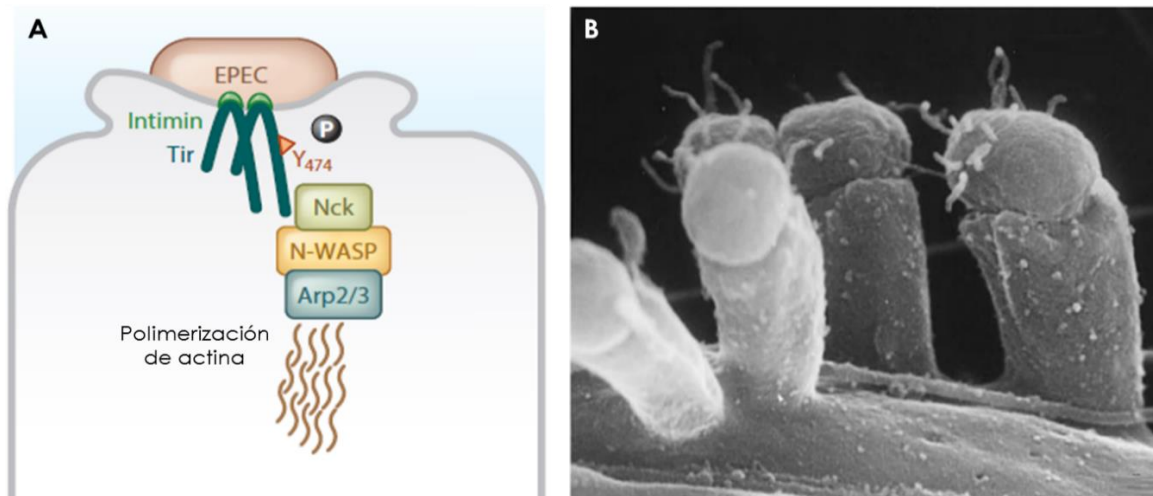 A
EPEC
Intimin
P
Tir
Y474
Nck
N-WASP
Arp2/3
Polimerización
de actina
B